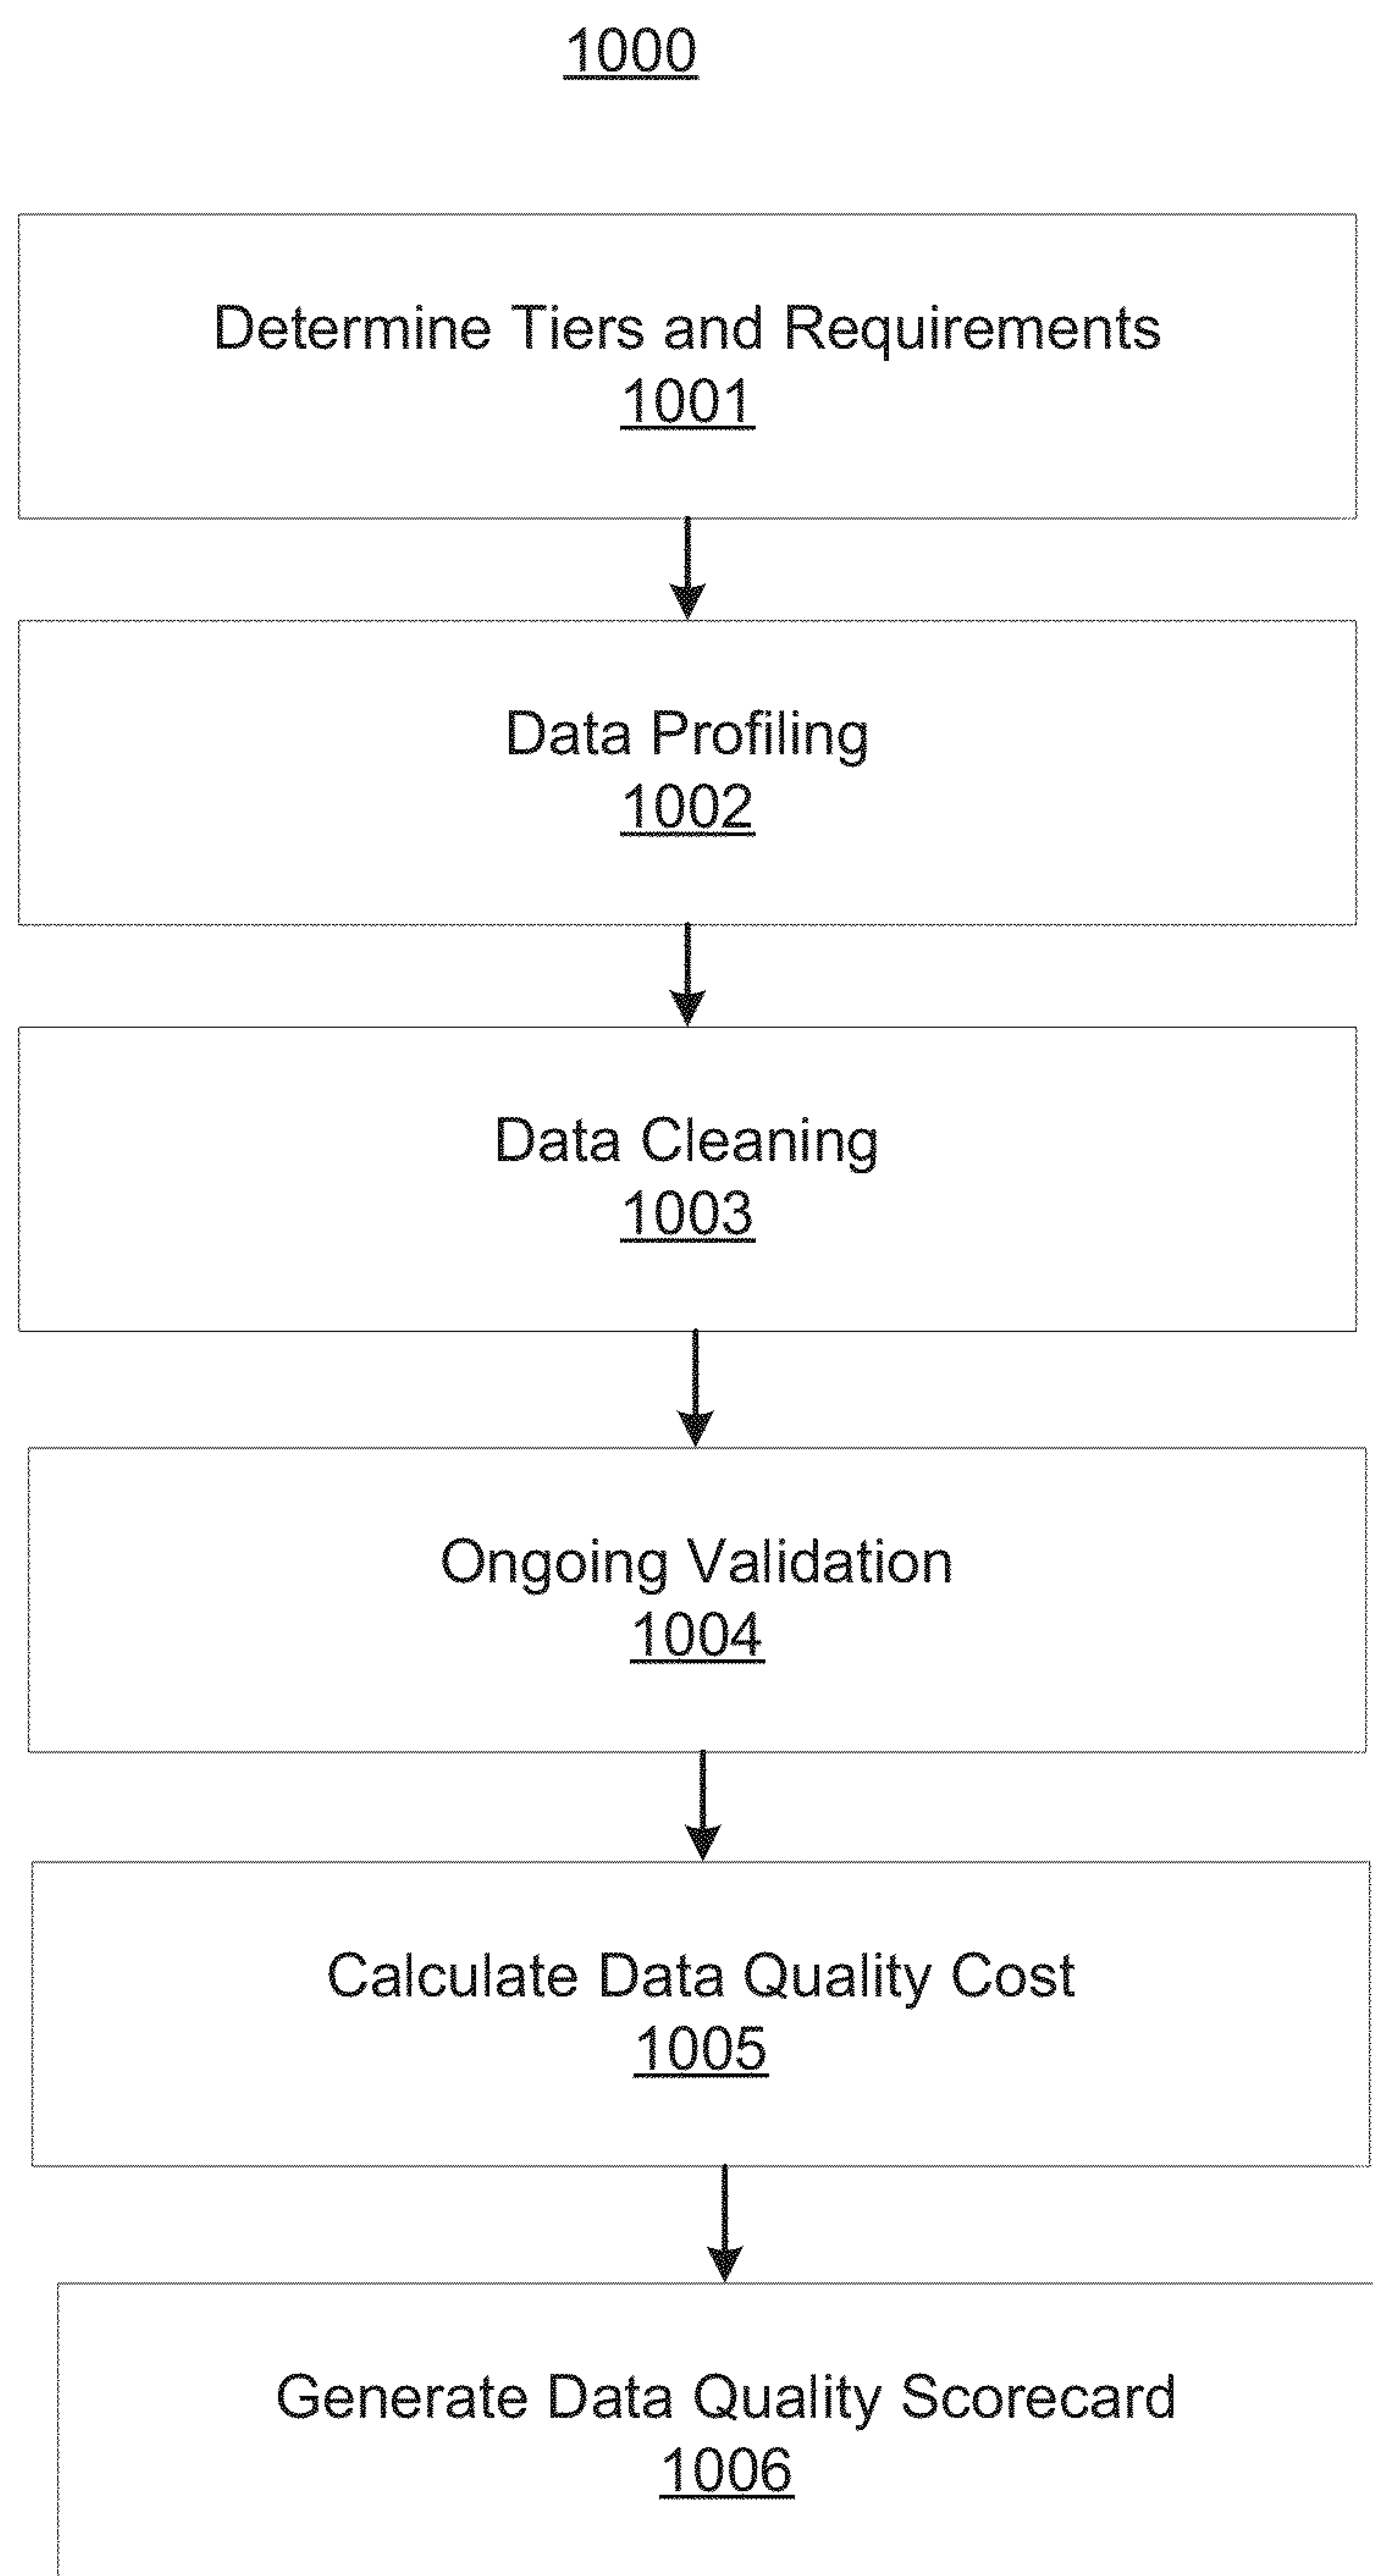 1000
Determine Tiers and Requirements
1001
Data Profiling
1002
Data Cleaning
1003
Ongoing Validation
1004
Calculate Data Quality Cost
1005
Generate Data Quality Scorecard
1006